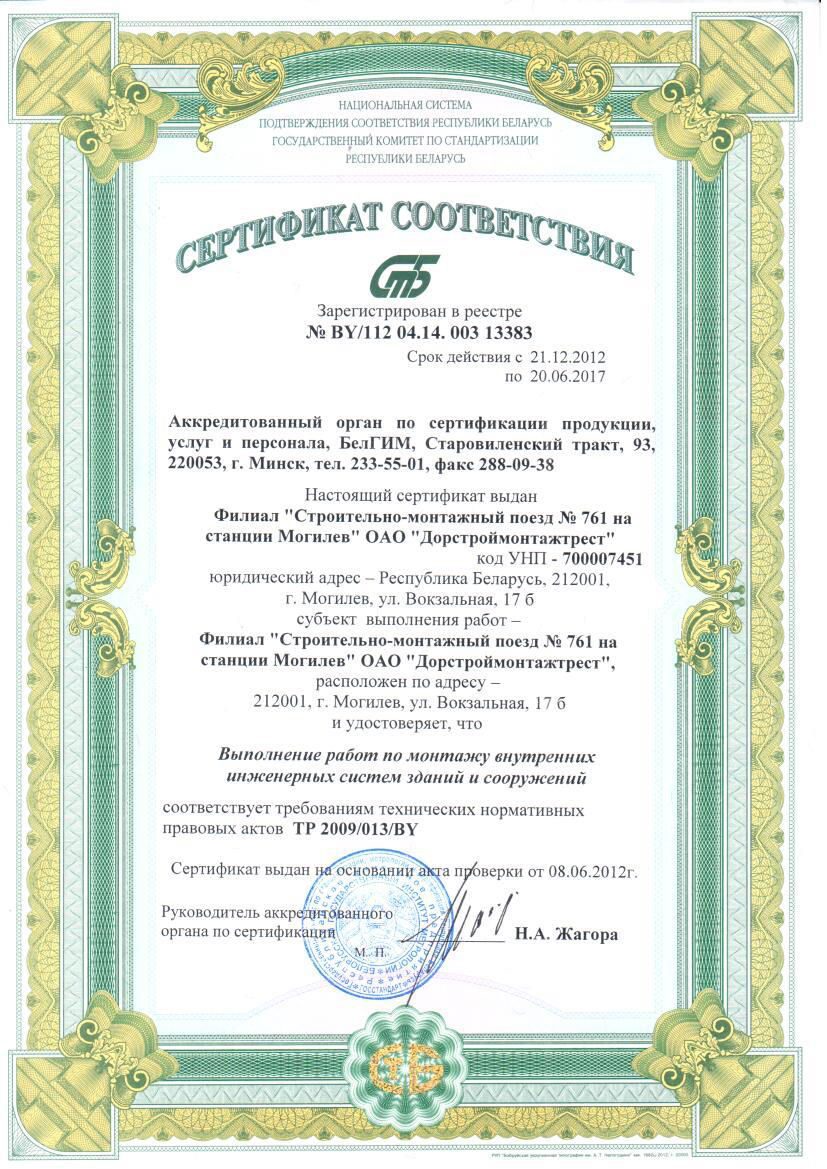 НАЦИОНАЛЬНАЯ СИСТЕМА
ПОДТВЕРЖДЕНИЯ СООТВЕТСТВИЯ РЕСПУБЛИКИ БЕЛАРУСЬ
ГОСУДАРСТВЕННЫЙ КОМИТЕТ ПО СТАНДАРТИЗАЦИИ
РЕСПУБЛИКИ БЕЛАРУСЬ
СЕРТИФИКАТ СООТВЕТСТВИЯ
СТБ
Зарегистрирован в реестре
№ BY/112 04.14. 003 13383
Срок действия с 21.12.2012
по 20.06.2017
Аккредитованный орган по сертификации продукции,
услуг и персонала, БелГИМ, Старовиленский тракт, 93,
220053, г. Минск, тел. 233-55-01, факс 288-09-38
Настоящий сертификат выдан
Филиал "Строительно-монтажный поезд № 761 на
станции Могилев" ОАО "Дорстроймонтажтрест"
код УНП - 700007451
юридический адрес – Республика Беларусь, 212001,
г. Могилев, ул. Вокзальная, 17 б
субъект выполнения работ –
Филиал "Строительно-монтажный поезд № 761 на
станции Могилев" ОАО "Дорстроймонтажтрест",
расположен по адресу –
212001, г. Могилев, ул. Вокзальная, 17 б
и удостоверяет, что
Выполнение работ по монтажу внутренних
инженерных систем зданий и сооружений
соответствует требованиям технических нормативных
правовых актов ТР 2009/013/BY
Сертификат выдан на основании акта проверки от 08.06.2012г.
Руководитель аккредитованного
органа по сертификации
Н.А. Жагора
М. П.
СТБ